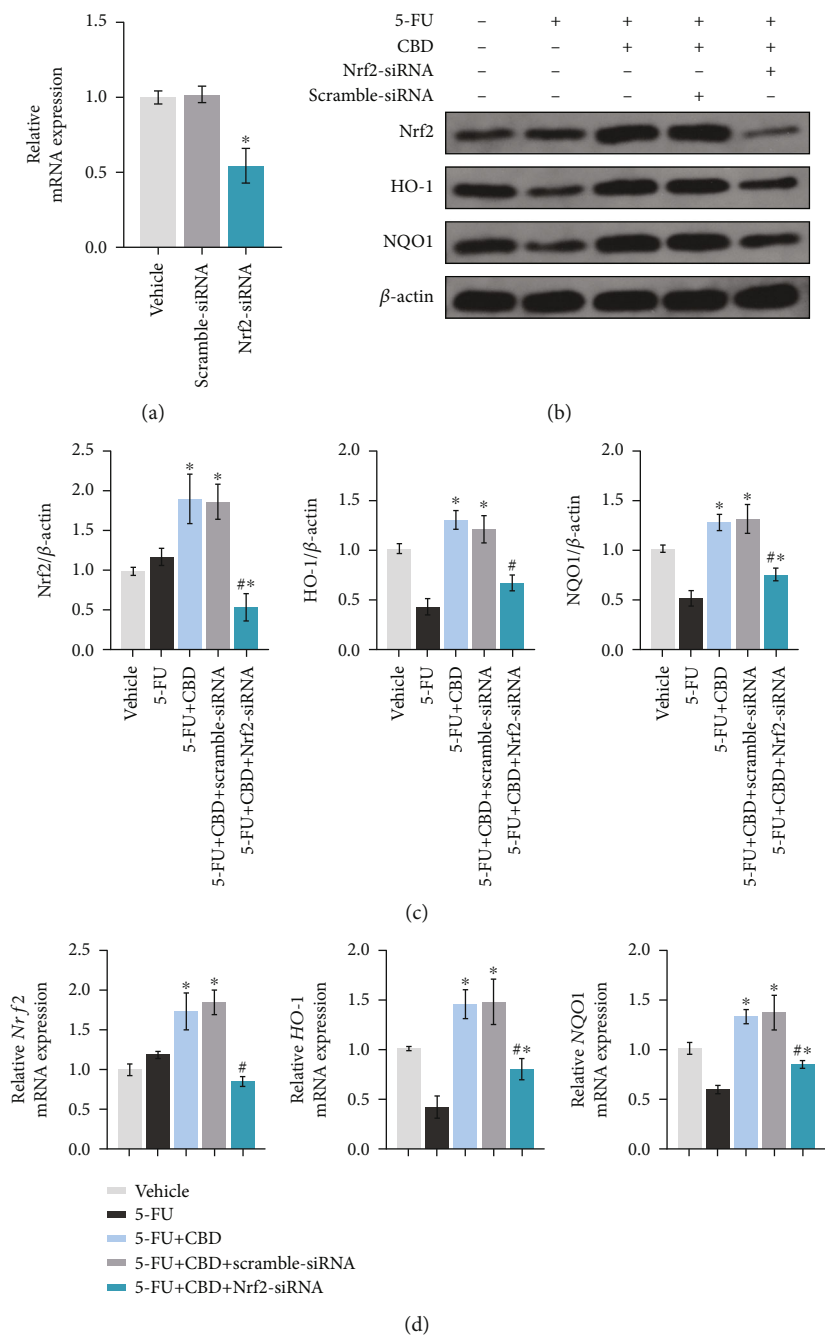 1.5
1.0
0.5
0.0
Relative
mRNA expression
*
Vehicle
Scramble-siRNA
Nrf2-siRNA
(a)
5-FU – + + + +
CBD – – + + +
Nrf2-siRNA – – – – +
Scramble-siRNA – – – + –
Nrf2
HO-1
NQO1
β-actin
(b)
2.5
2.0
1.5
1.0
0.5
0.0
Nrf2/β-actin
* * #*
Vehicle
5-FU
5-FU+CBD
5-FU+CBD+scramble-siRNA
5-FU+CBD+Nrf2-siRNA
2.0
1.5
1.0
0.5
0.0
HO-1/β-actin
* * #
Vehicle
5-FU
5-FU+CBD
5-FU+CBD+scramble-siRNA
5-FU+CBD+Nrf2-siRNA
2.0
1.5
1.0
0.5
0.0
NQO1/β-actin
* * #*
Vehicle
5-FU
5-FU+CBD
5-FU+CBD+scramble-siRNA
5-FU+CBD+Nrf2-siRNA
(c)
2.5
2.0
1.5
1.0
0.5
0.0
Relative Nrf2
mRNA expression
* * #
2.0
1.5
1.0
0.5
0.0
Relative HO-1
mRNA expression
* * #*
2.0
1.5
1.0
0.5
0.0
Relative NQO1
mRNA expression
* * #*
Vehicle
5-FU
5-FU+CBD
5-FU+CBD+scramble-siRNA
5-FU+CBD+Nrf2-siRNA
(d)